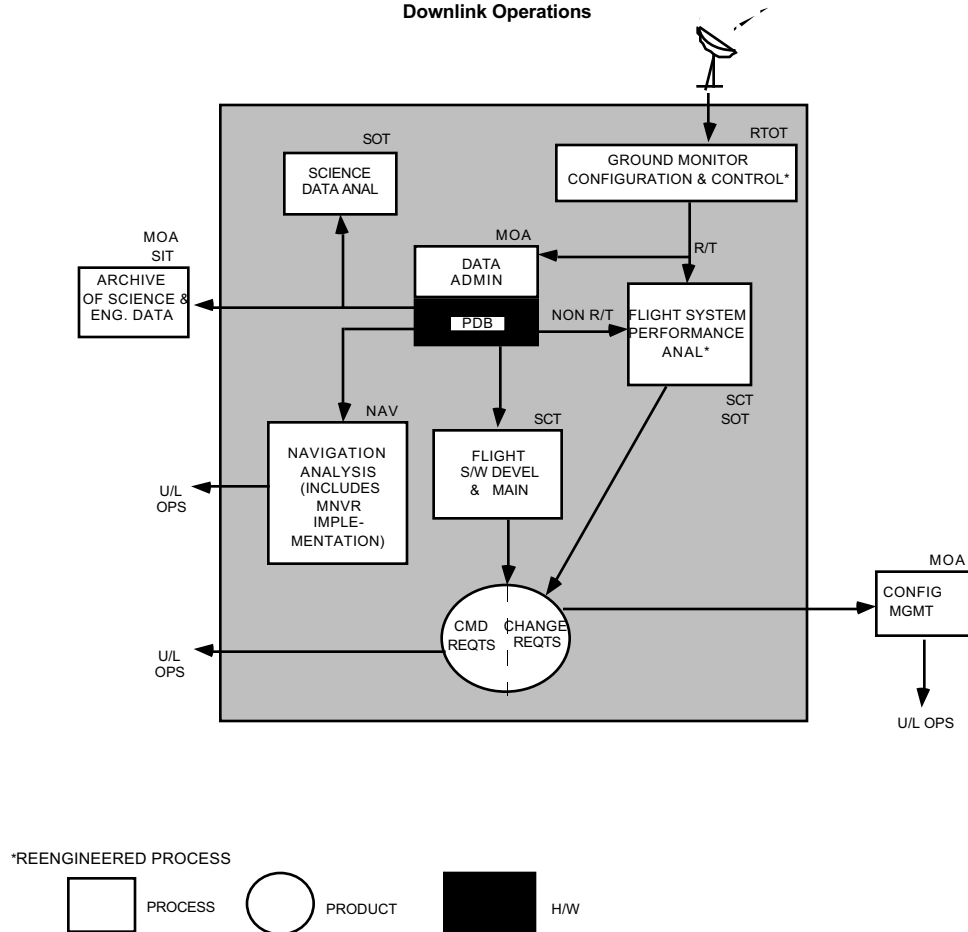 Downlink Operations
RTOT
GROUND MONITOR
CONFIGURATION & CONTROL*
SOT
SCIENCE
DATA ANAL
MOA
DATA
ADMIN
R/T
MOA
SIT
ARCHIVE
OF SCIENCE &
ENG. DATA
PDB
NON R/T
FLIGHT SYSTEM
PERFORMANCE
ANAL*
SCT
SOT
NAV
NAVIGATION
ANALYSIS
(INCLUDES
MNVR
IMPLE-
MENTATION)
SCT
FLIGHT
S/W DEVEL
& MAIN
U/L
OPS
MOA
CONFIG
MGMT
CMD
REQTS
CHANGE
REQTS
U/L
OPS
U/L OPS
*REENGINEERED PROCESS
PROCESS
PRODUCT
H/W